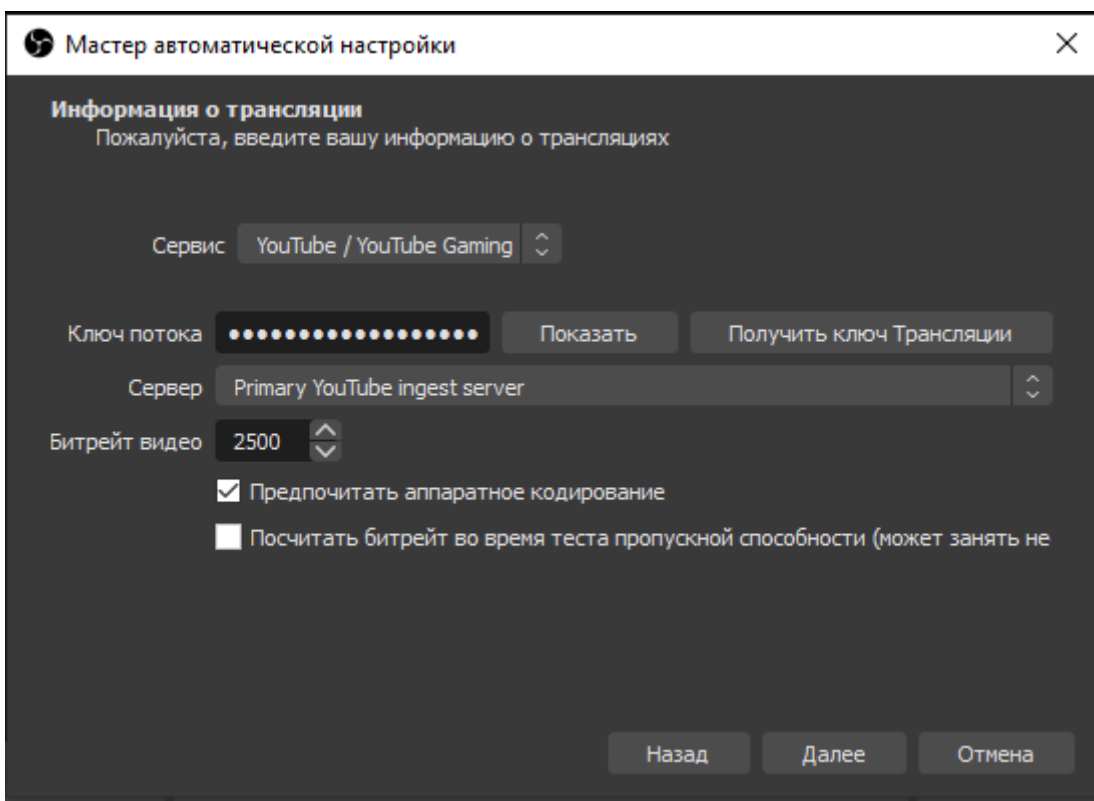 Мастер автоматической настройки
Информация о трансляции
Пожалуйста, введите вашу информацию о трансляциях
Сервис YouTube / YouTube Gaming
Ключ потока ●●●●●●●●●●●●●●●●●● Показать Получить ключ Трансляции
Сервер Primary YouTube ingest server
Битрейт видео 2500
Предпочитать аппаратное кодирование
Посчитать битрейт во время теста пропускной способности (может занять не
Назад Далее Отмена